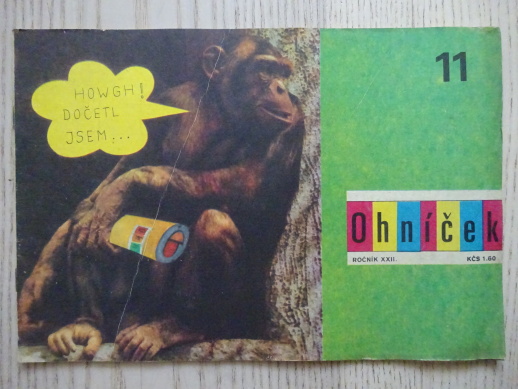 HOWGH!
DOČETL
JSEM...
11
Ohníček
ROČNÍK XXII.
KČS 1.60